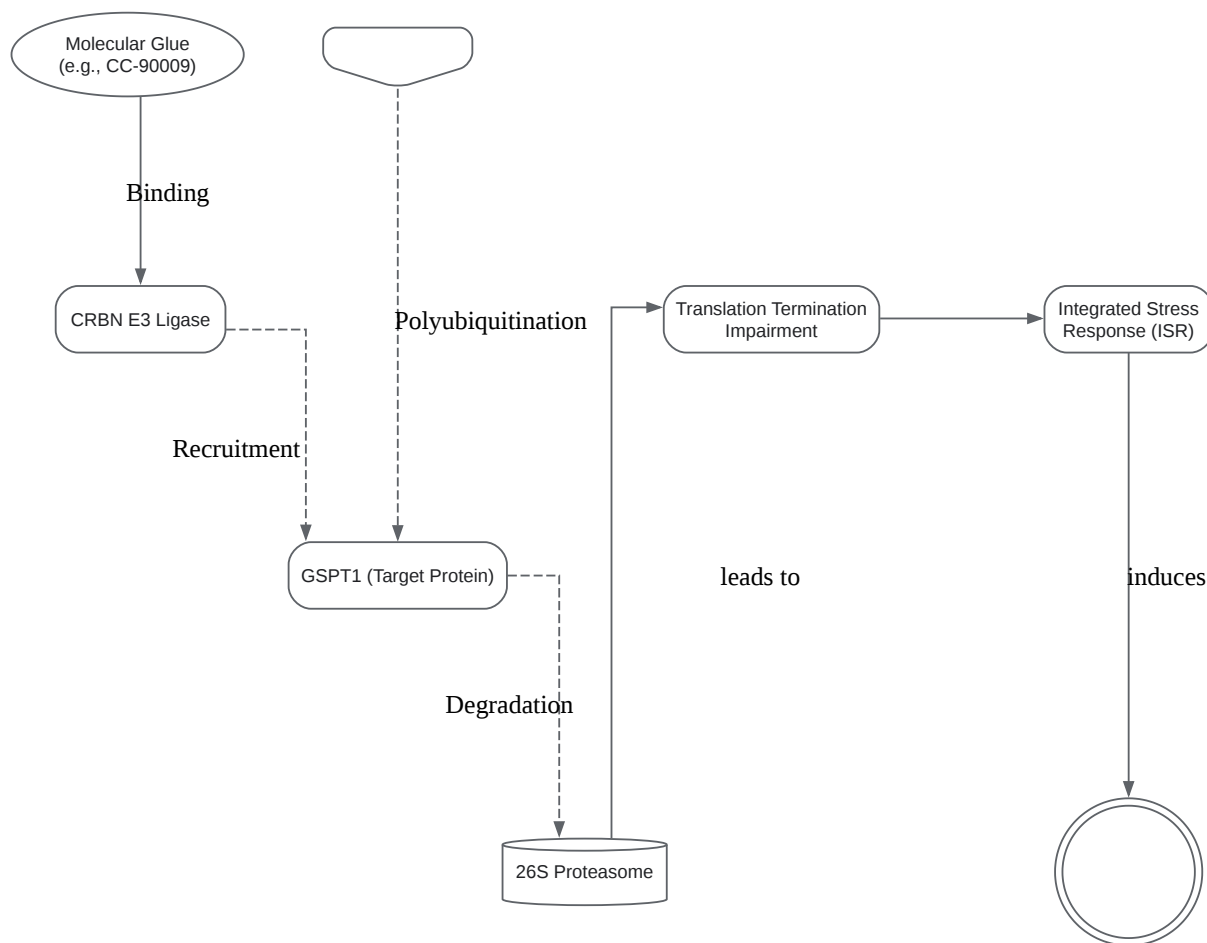 Molecular Glue
(e.g., CC-90009)
Binding
CRBN E3 Ligase
Polyubiquitination
Translation Termination
Impairment
Integrated Stress
Response (ISR)
Recruitment
GSPT1 (Target Protein)
leads to
induces
Degradation
26S Proteasome